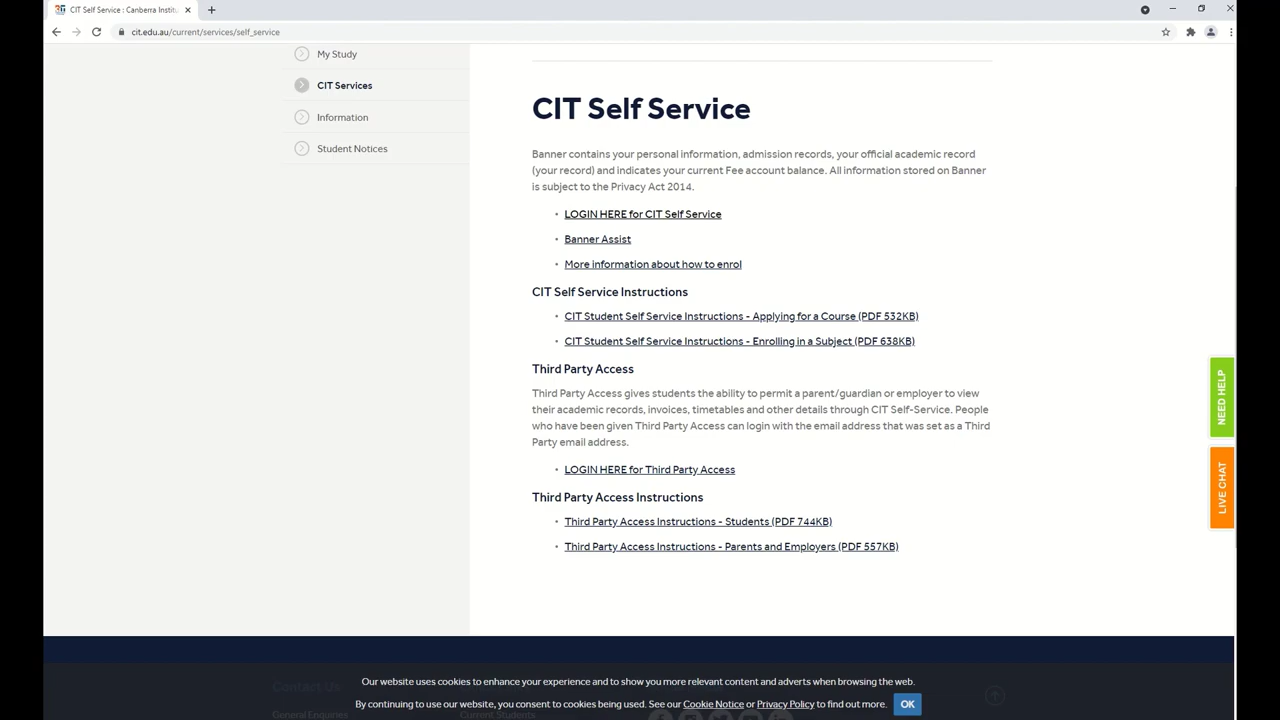 CIT Self Service : Canberra Institu
cit.edu.au/current/services/self_service
My Study
CIT Services
Information
Student Notices
CIT Self Service
Banner contains your personal information, admission records, your official academic record
(your record) and indicates your current Fee account balance. All information stored on Banner
is subject to the Privacy Act 2014.
• LOGIN HERE for CIT Self Service
• Banner Assist
• More information about how to enrol
CIT Self Service Instructions
• CIT Student Self Service Instructions - Applying for a Course (PDF 532KB)
• CIT Student Self Service Instructions - Enrolling in a Subject (PDF 638KB)
Third Party Access
Third Party Access gives students the ability to permit a parent/guardian or employer to view
their academic records, invoices, timetables and other details through CIT Self-Service. People
who have been given Third Party Access can login with the email address that was set as a Third
Party email address.
• LOGIN HERE for Third Party Access
Third Party Access Instructions
• Third Party Access Instructions - Students (PDF 744KB)
• Third Party Access Instructions - Parents and Employers (PDF 557KB)
NEED HELP
LIVE CHAT
Contact Us
Our website uses cookies to enhance your experience and to show you more relevant content and adverts when browsing the web.
By continuing to use our website, you consent to cookies being used. See our Cookie Notice or Privacy Policy to find out more.
OK
General Enquiries
Current Students